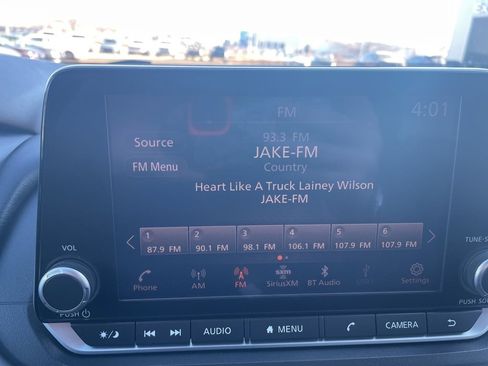 FM
4:01
Source
FM Menu
93.3 FM
JAKE-FM
Country
Heart Like A Truck Lainey Wilson
JAKE-FM
1 2 3 4 5 6
87.9 FM 90.1 FM 98.1 FM 106.1 FM 107.9 FM 107.9 FM
Phone AM FM SiriusXM BT Audio Settings
sxm
VOL
PUSH
TUNE-S
PUSH SO
AUDIO MENU CAMERA